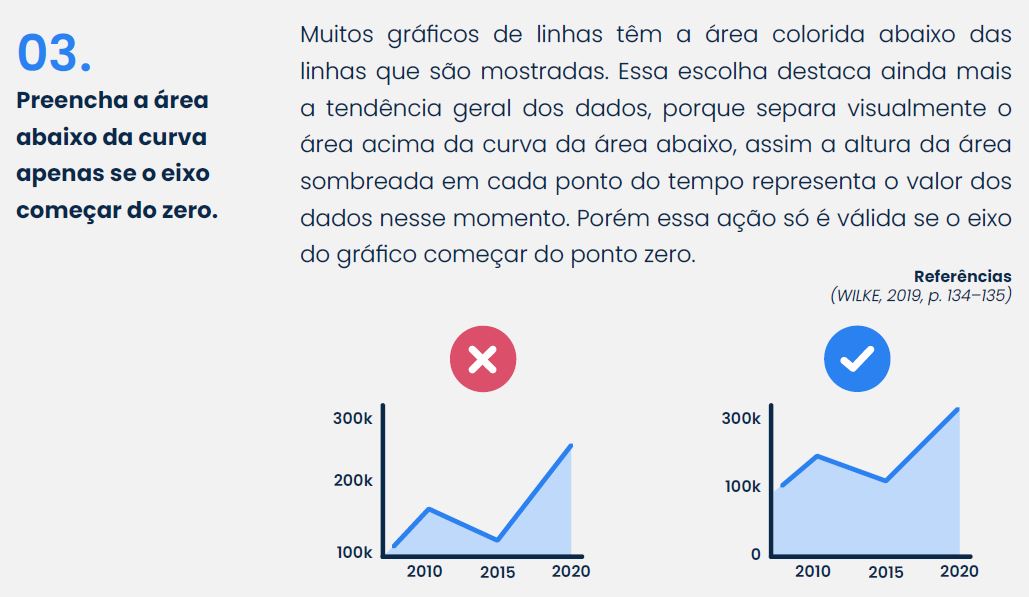 03.
Preencha a área
abaixo da curva
apenas se o eixo
começar do zero.
Muitos gráficos de linhas têm a área colorida abaixo das
linhas que são mostradas. Essa escolha destaca ainda mais
a tendência geral dos dados, porque separa visualmente o
área acima da curva da área abaixo, assim a altura da área
sombreada em cada ponto do tempo representa o valor dos
dados nesse momento. Porém essa ação só é válida se o eixo
do gráfico começar do ponto zero.
Referências
(WILKE, 2019, p. 134–135)
300k
200k
100k
2010 2015 2020
300k
100k
0
2010 2015 2020